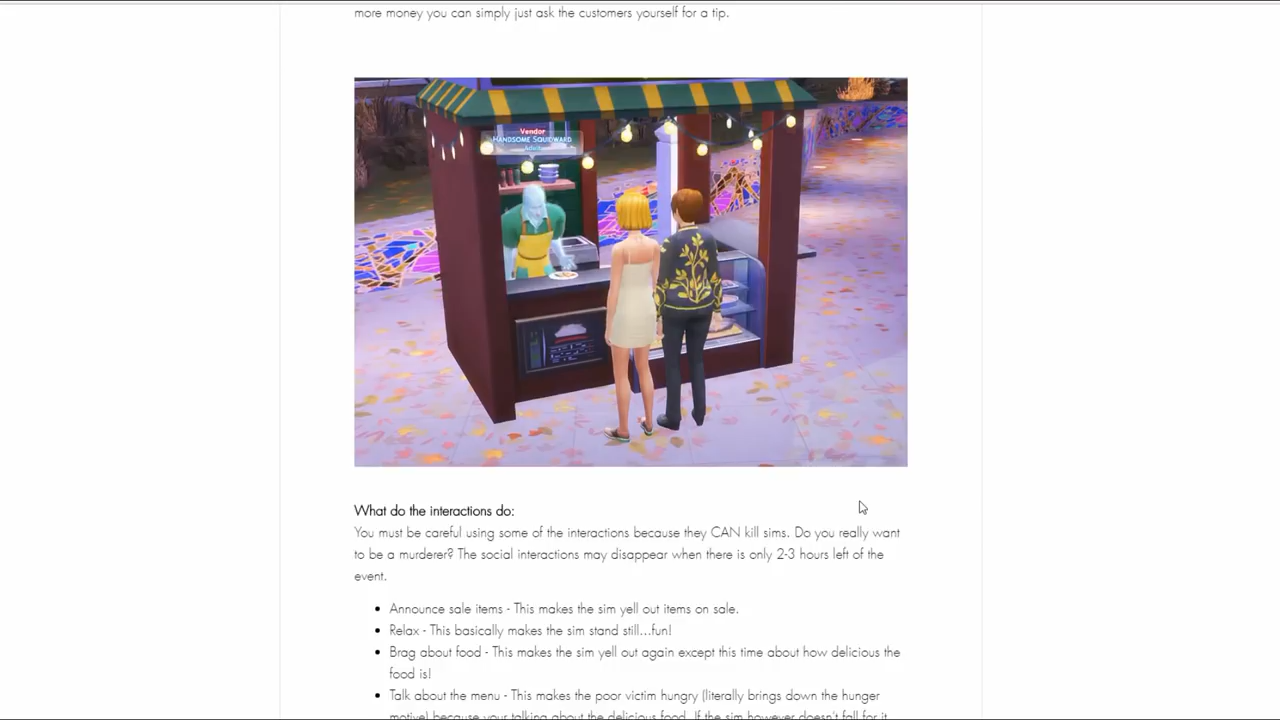 more money you can simply just ask the customers yourself for a tip.
Vendor
HANDSOME SQUIDWARD
What do the interactions do:
You must be careful using some of the interactions because they CAN kill sims. Do you really want
to be a murderer? The social interactions may disappear when there is only 2-3 hours left of the
event.
• Announce sale items - This makes the sim yell out items on sale.
• Relax - This basically makes the sim stand still...fun!
• Brag about food - This makes the sim yell out again except this time about how delicious the
food is!
• Talk about the menu - This makes the poor victim hungry (literally brings down the hunger
motive) because your talking about the delicious food. If the sim however doesn't fall for it